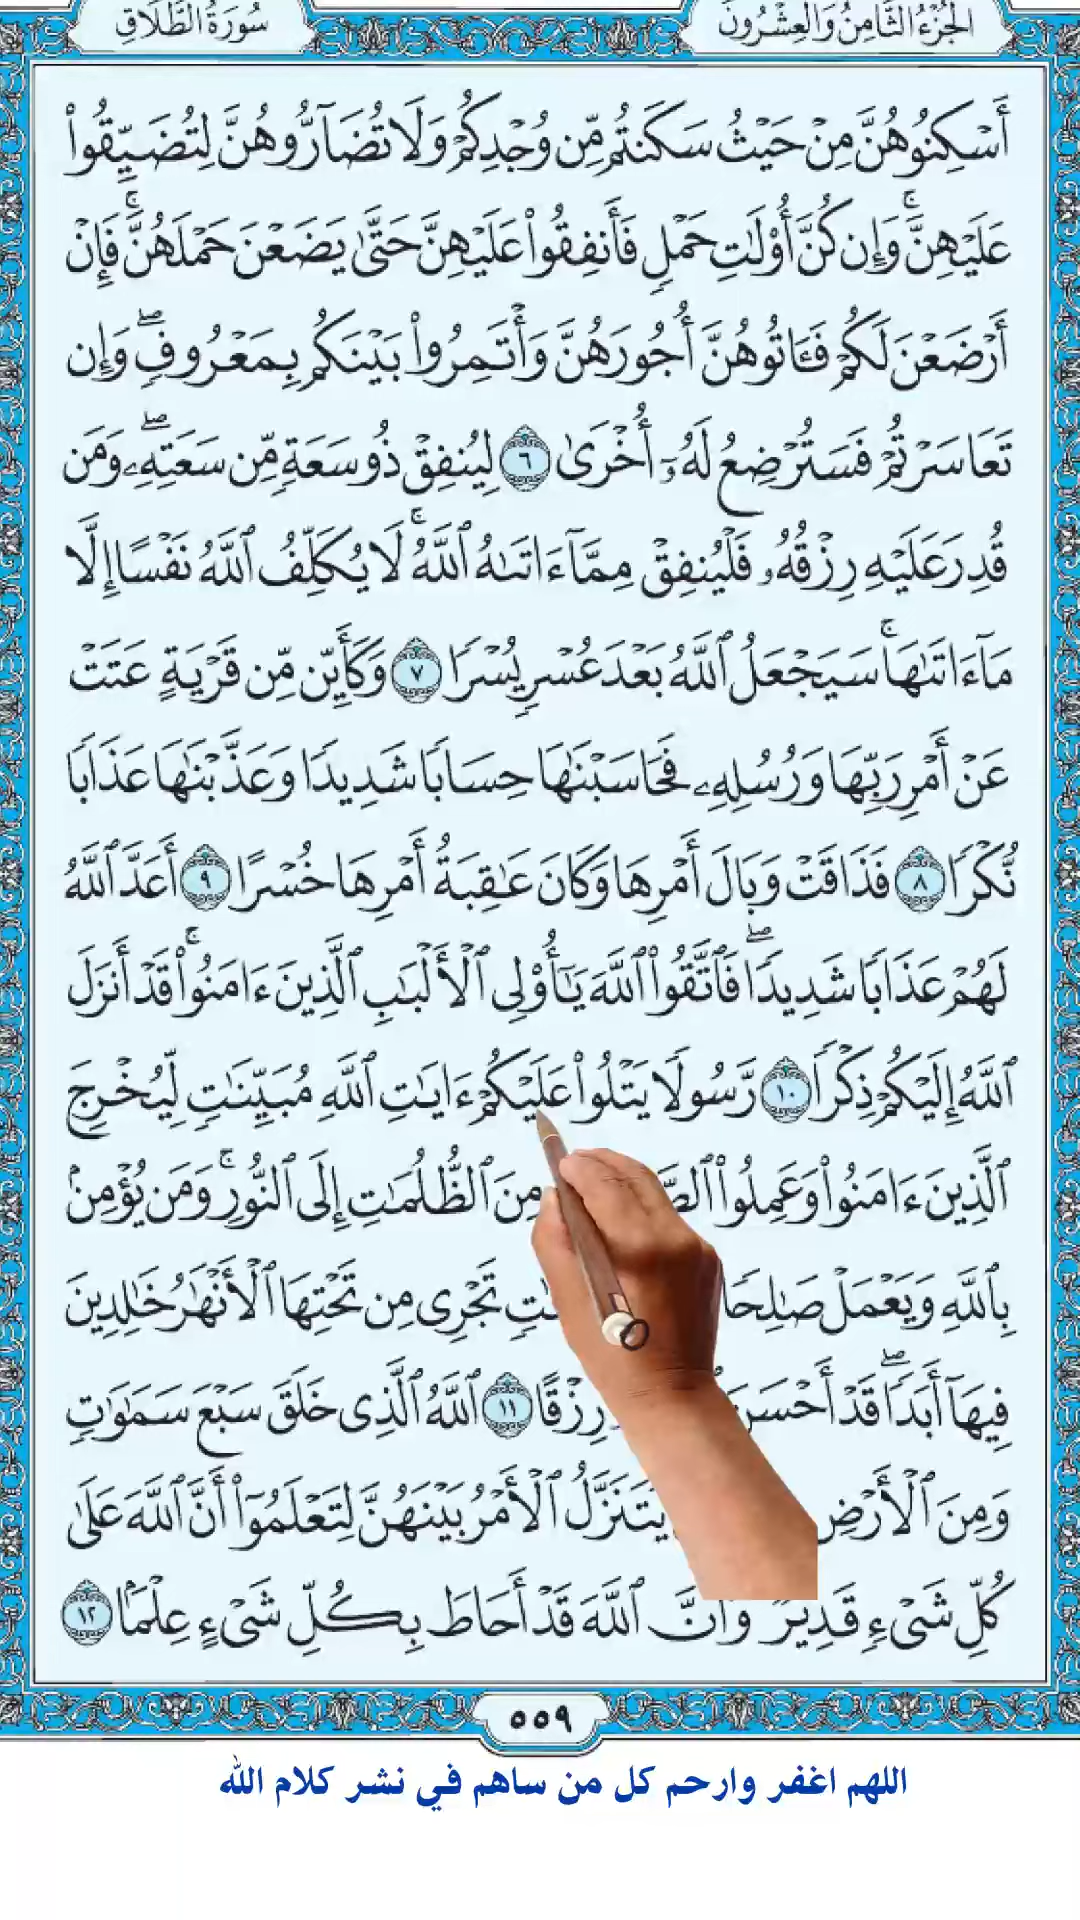 الجُزْءُ الثَّامِنُ وَالعِشْرُونَ
سُورَةُ الطَّلَاقِ
أَسْكِنُوهُنَّ مِنْ حَيْثُ سَكَنتُم مِّن وُجْدِكُمْ وَلَا تُضَآرُّوهُنَّ لِتُضَيِّقُوا۟
عَلَيْهِنَّ ۚ وَإِن كُنَّ أُو۟لَـٰتِ حَمْلٍ فَأَنفِقُوا۟ عَلَيْهِنَّ حَتَّىٰ يَضَعْنَ حَمْلَهُنَّ ۚ فَإِنْ
أَرْضَعْنَ لَكُمْ فَـَٔاتُوهُنَّ أُجُورَهُنَّ وَأْتَمِرُوا۟ بَيْنَكُم بِمَعْرُوفٍ ۖ وَإِن
تَعَاسَرْتُمْ فَسَتُرْضِعُ لَهُۥٓ أُخْرَىٰ ٦ لِيُنفِقْ ذُو سَعَةٍ مِّن سَعَتِهِۦ ۖ وَمَن
قُدِرَ عَلَيْهِ رِزْقُهُۥ فَلْيُنفِقْ مِمَّآ ءَاتَىٰهُ ٱللَّهُ ۚ لَا يُكَلِّفُ ٱللَّهُ نَفْسًا إِلَّا
مَآ ءَاتَىٰهَا ۚ سَيَجْعَلُ ٱللَّهُ بَعْدَ عُسْرٍ يُسْرًا ٧ وَكَأَيِّن مِّن قَرْيَةٍ عَتَتْ
عَنْ أَمْرِ رَبِّهَا وَرُسُلِهِۦ فَحَاسَبْنَـٰهَا حِسَابًا شَدِيدًا وَعَذَّبْنَـٰهَا عَذَابًا
نُّكْرًا ٨ فَذَاقَتْ وَبَالَ أَمْرِهَا وَكَانَ عَـٰقِبَةُ أَمْرِهَا خُسْرًا ٩ أَعَدَّ ٱللَّهُ
لَهُمْ عَذَابًا شَدِيدًا ۖ فَٱتَّقُوا۟ ٱللَّهَ يَـٰٓأُو۟لِى ٱلْأَلْبَـٰبِ ٱلَّذِينَ ءَامَنُوا۟ ۚ قَدْ أَنزَلَ
ٱللَّهُ إِلَيْكُمْ ذِكْرًا ١٠ رَّسُولًا يَتْلُوا۟ عَلَيْكُمْ ءَايَـٰتِ ٱللَّهِ مُبَيِّنَـٰتٍ لِّيُخْرِجَ
ٱلَّذِينَ ءَامَنُوا۟ وَعَمِلُوا۟ مِنَ ٱلظُّلُمَـٰتِ إِلَى ٱلنُّورِ ۚ وَمَن يُؤْمِنۢ
بِٱللَّهِ وَيَعْمَلْ صَـٰلِحًا تَجْرِى مِن تَحْتِهَا ٱلْأَنْهَـٰرُ خَـٰلِدِينَ
فِيهَآ أَبَدًا ۖ قَدْ أَحْسَنَ رِزْقًا ١١ ٱللَّهُ ٱلَّذِى خَلَقَ سَبْعَ سَمَـٰوَٰتٍ
وَمِنَ ٱلْأَرْضِ يَتَنَزَّلُ ٱلْأَمْرُ بَيْنَهُنَّ لِتَعْلَمُوٓا۟ أَنَّ ٱللَّهَ عَلَىٰ
كُلِّ شَىْءٍ قَدِيرٌ وَأَنَّ ٱللَّهَ قَدْ أَحَاطَ بِكُلِّ شَىْءٍ عِلْمًۢا ١٢
٥٥٩
اللهم اغفر وارحم كل من ساهم في نشر كلام الله